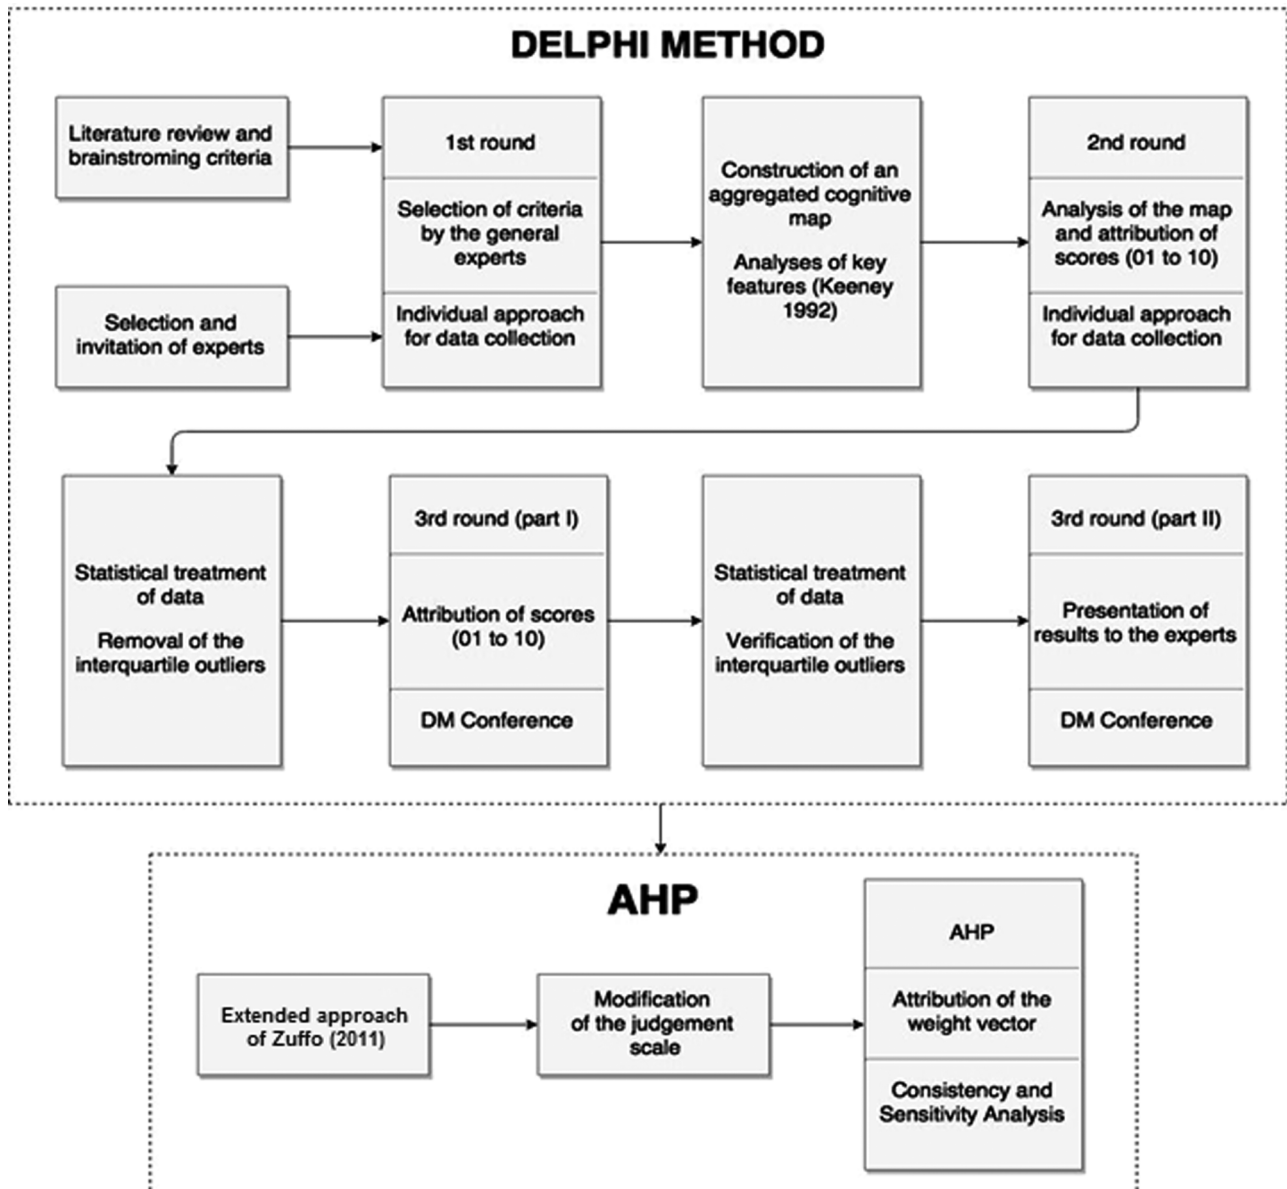 DELPHI METHOD
Literature review and
brainstroming criteria
Selection and
invitation of experts
1st round
Selection of criteria
by the general
experts
Individual approach
for data collection
Construction of an
aggregated cognitive
map
Analyses of key
features (Keeney
1992)
2nd round
Analysis of the map
and attribution of
scores (01 to 10)
Individual approach
for data collection
Statistical treatment
of data
Removal of the
interquartile outliers
3rd round (part I)
Attribution of scores
(01 to 10)
DM Conference
Statistical treatment
of data
Verification of the
interquartile outliers
3rd round (part II)
Presentation of
results to the experts
DM Conference
AHP
Extended approach
of Zuffo (2011)
Modification
of the judgement
scale
AHP
Attribution of the
weight vector
Consistency and
Sensitivity Analysis